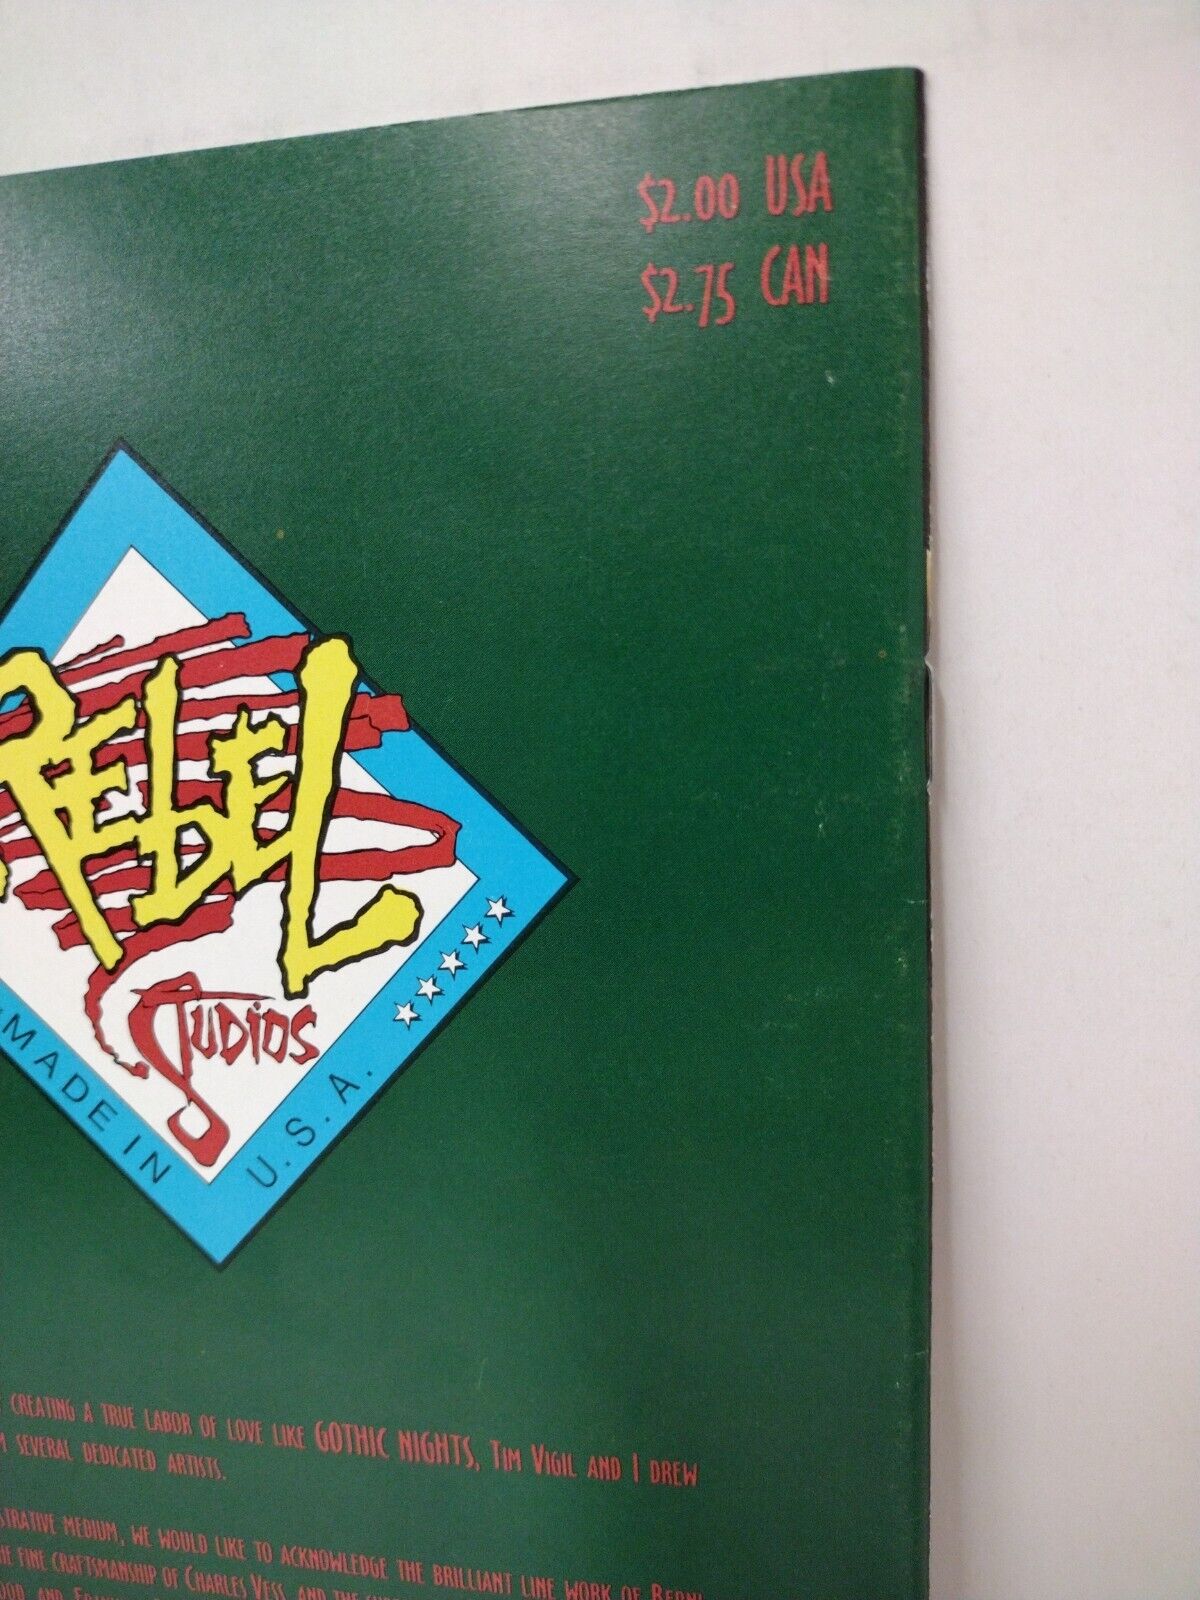 $2.00 USA
$2.75 CAN
REBEL
STUDIOS
MADE IN
U.S.A.
CREATING A TRUE LABOR OF LOVE LIKE GOTHIC NIGHTS, TIM VIGIL AND I DREW
SEVERAL DEDICATED ARTISTS.
MEDIUM, WE WOULD LIKE TO ACKNOWLEDGE THE BRILLIANT LINE WORK OF
FINE CRAFTSMANSHIP OF CHARLES VESS, AND THE
AND